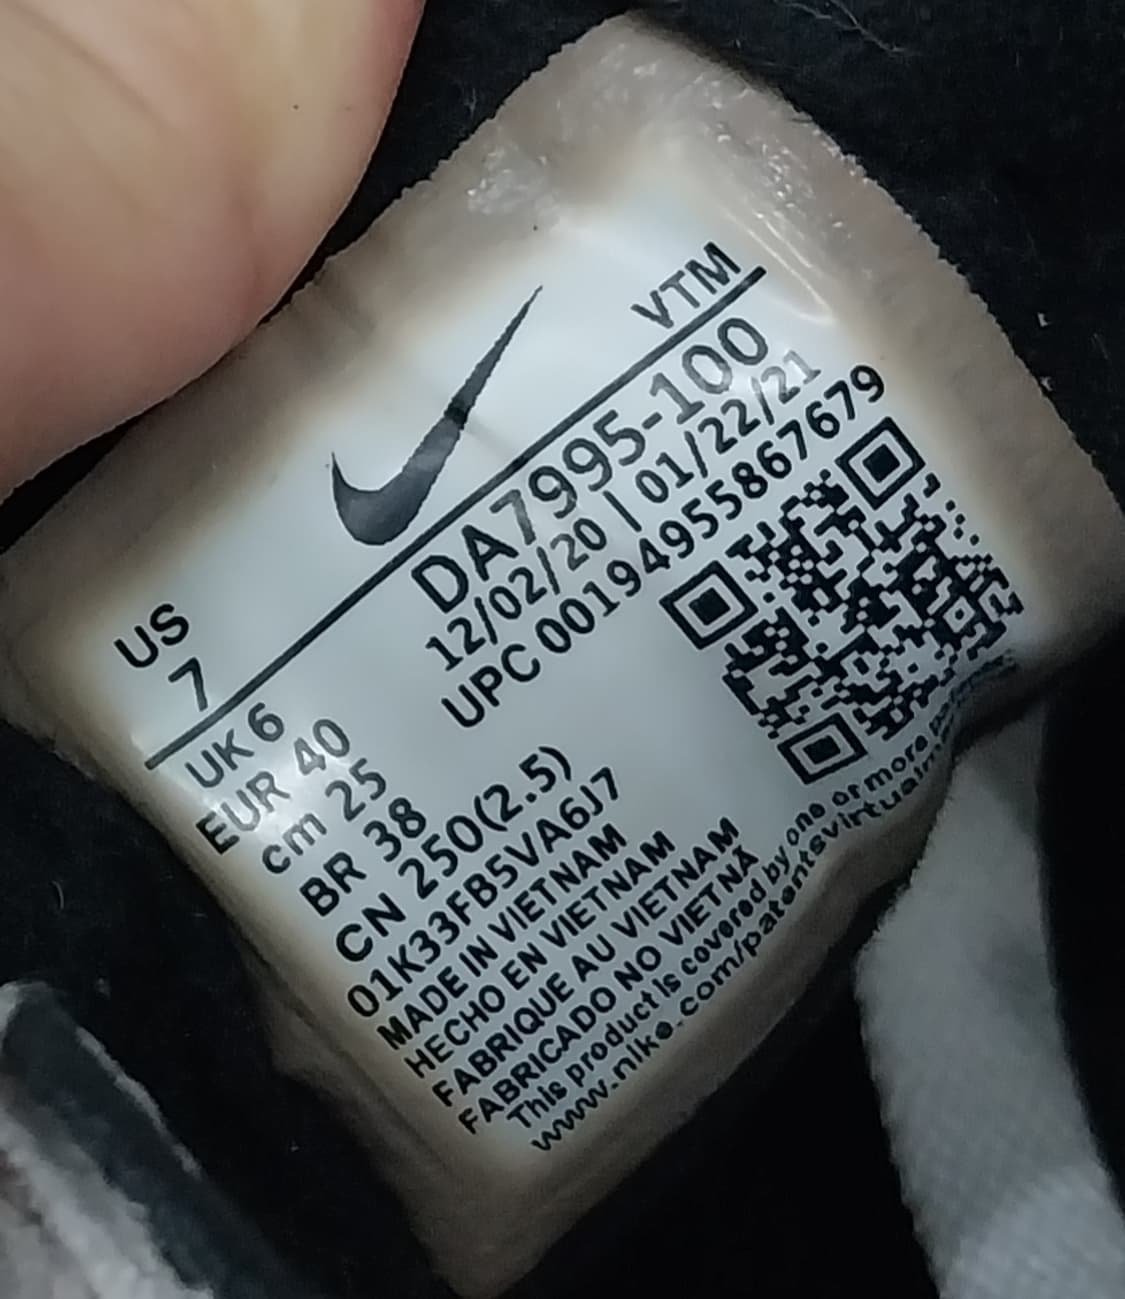 VTM
US
7
DA7995-100
12/02/20 | 01/22/21
UPC 00194955867679
UK 6
EUR 40
cm 25
BR 38
CN 250(2.5)
01K33FB5VA6J7
MADE IN VIETNAM
HECHO EN VIETNAM
FABRIQUE AU VIETNAM
FABRICADO NO VIETNÃ
This product is covered by one or more
www.nike.com/patents